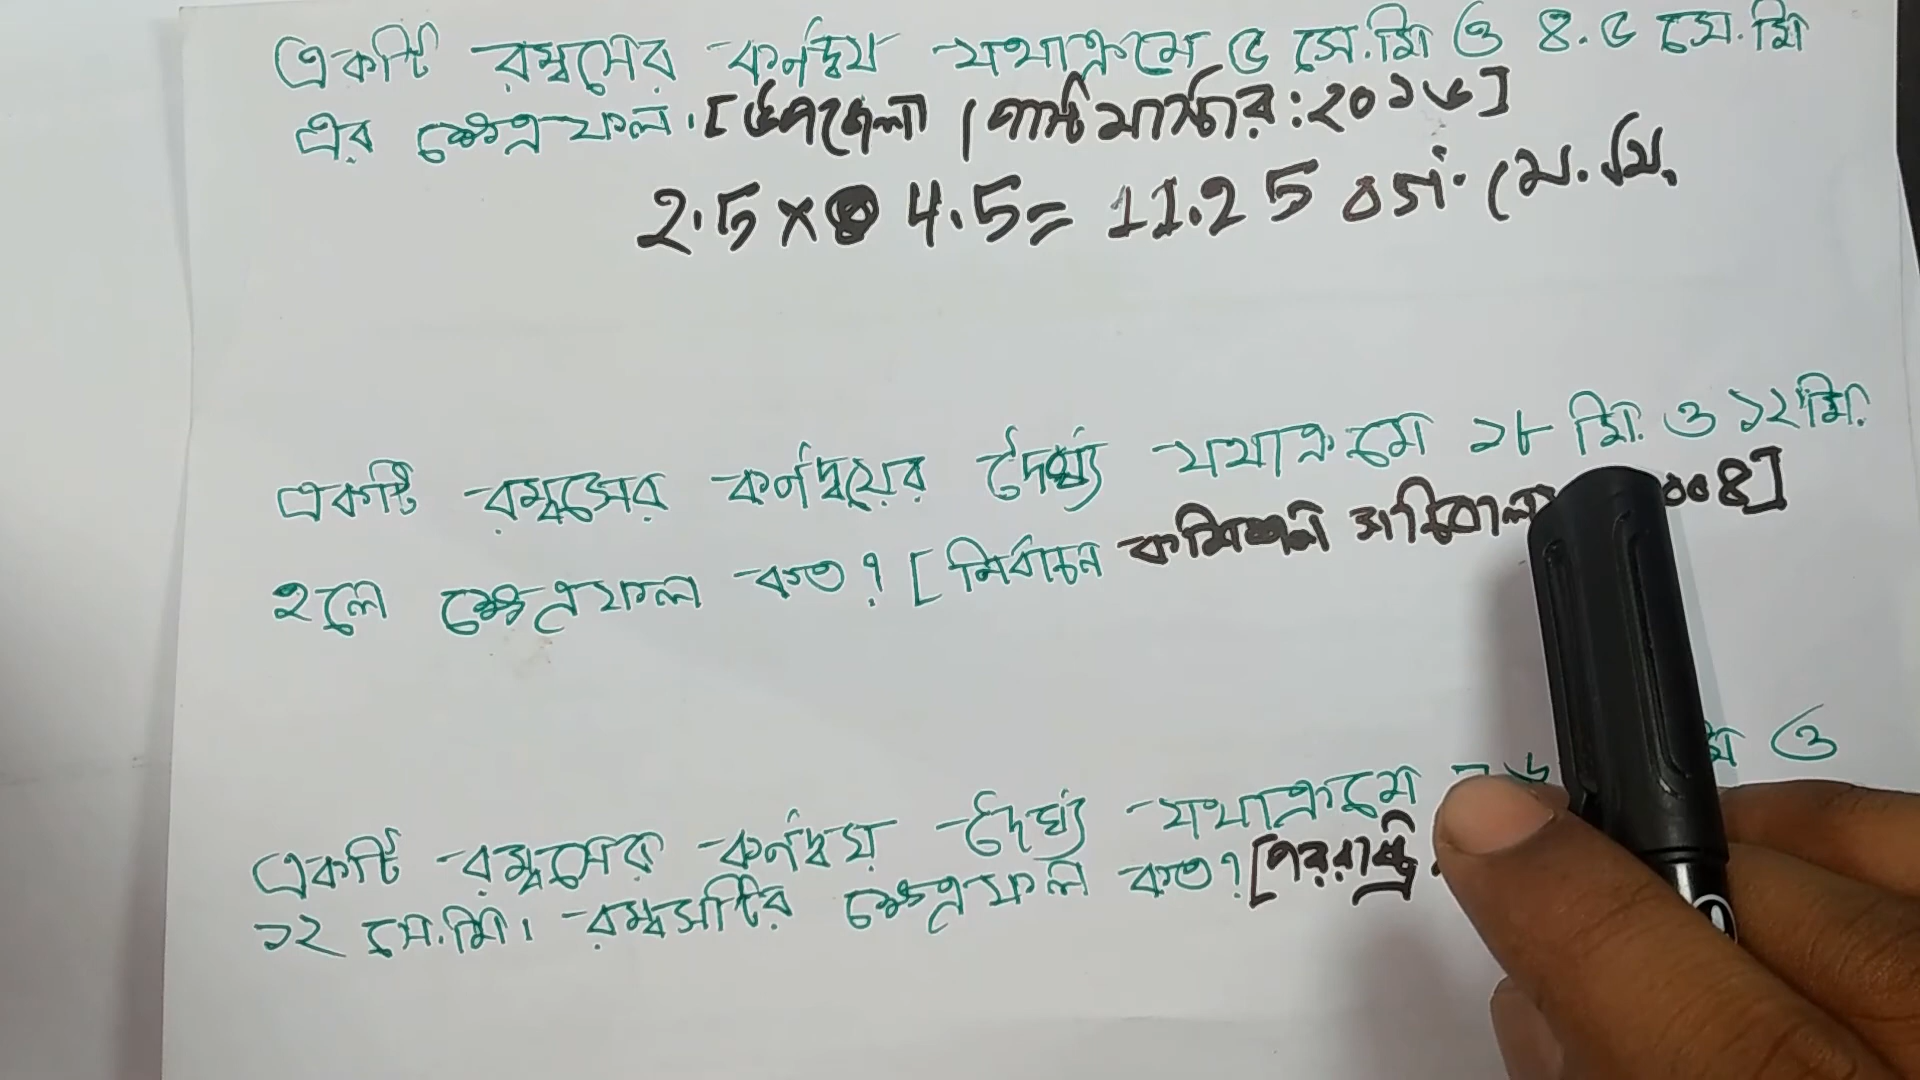 একটি রম্বসের কর্ণদ্বয় যথাক্রমে ৫ সে.মি ও ৪.৫ সে.মি
এর ক্ষেত্রফল। [উপজেলা পোস্টমাস্টার: ২০১৬]
2.5 × 4.5 = 11.25 বর্গ. সে.মি.
একটি রম্বসের কর্ণদ্বয়ের দৈর্ঘ্য যথাক্রমে ১৮ মি. ও ১২ মি.
হলে ক্ষেত্রফল কত? [নির্বাচন কমিশন ০০৪]
একটি রম্বসের কর্ণদ্বয় দৈর্ঘ্য যথাক্রমে ও
১২ সে.মি। রম্বসটির ক্ষেত্রফল কত? [পররাষ্ট্র